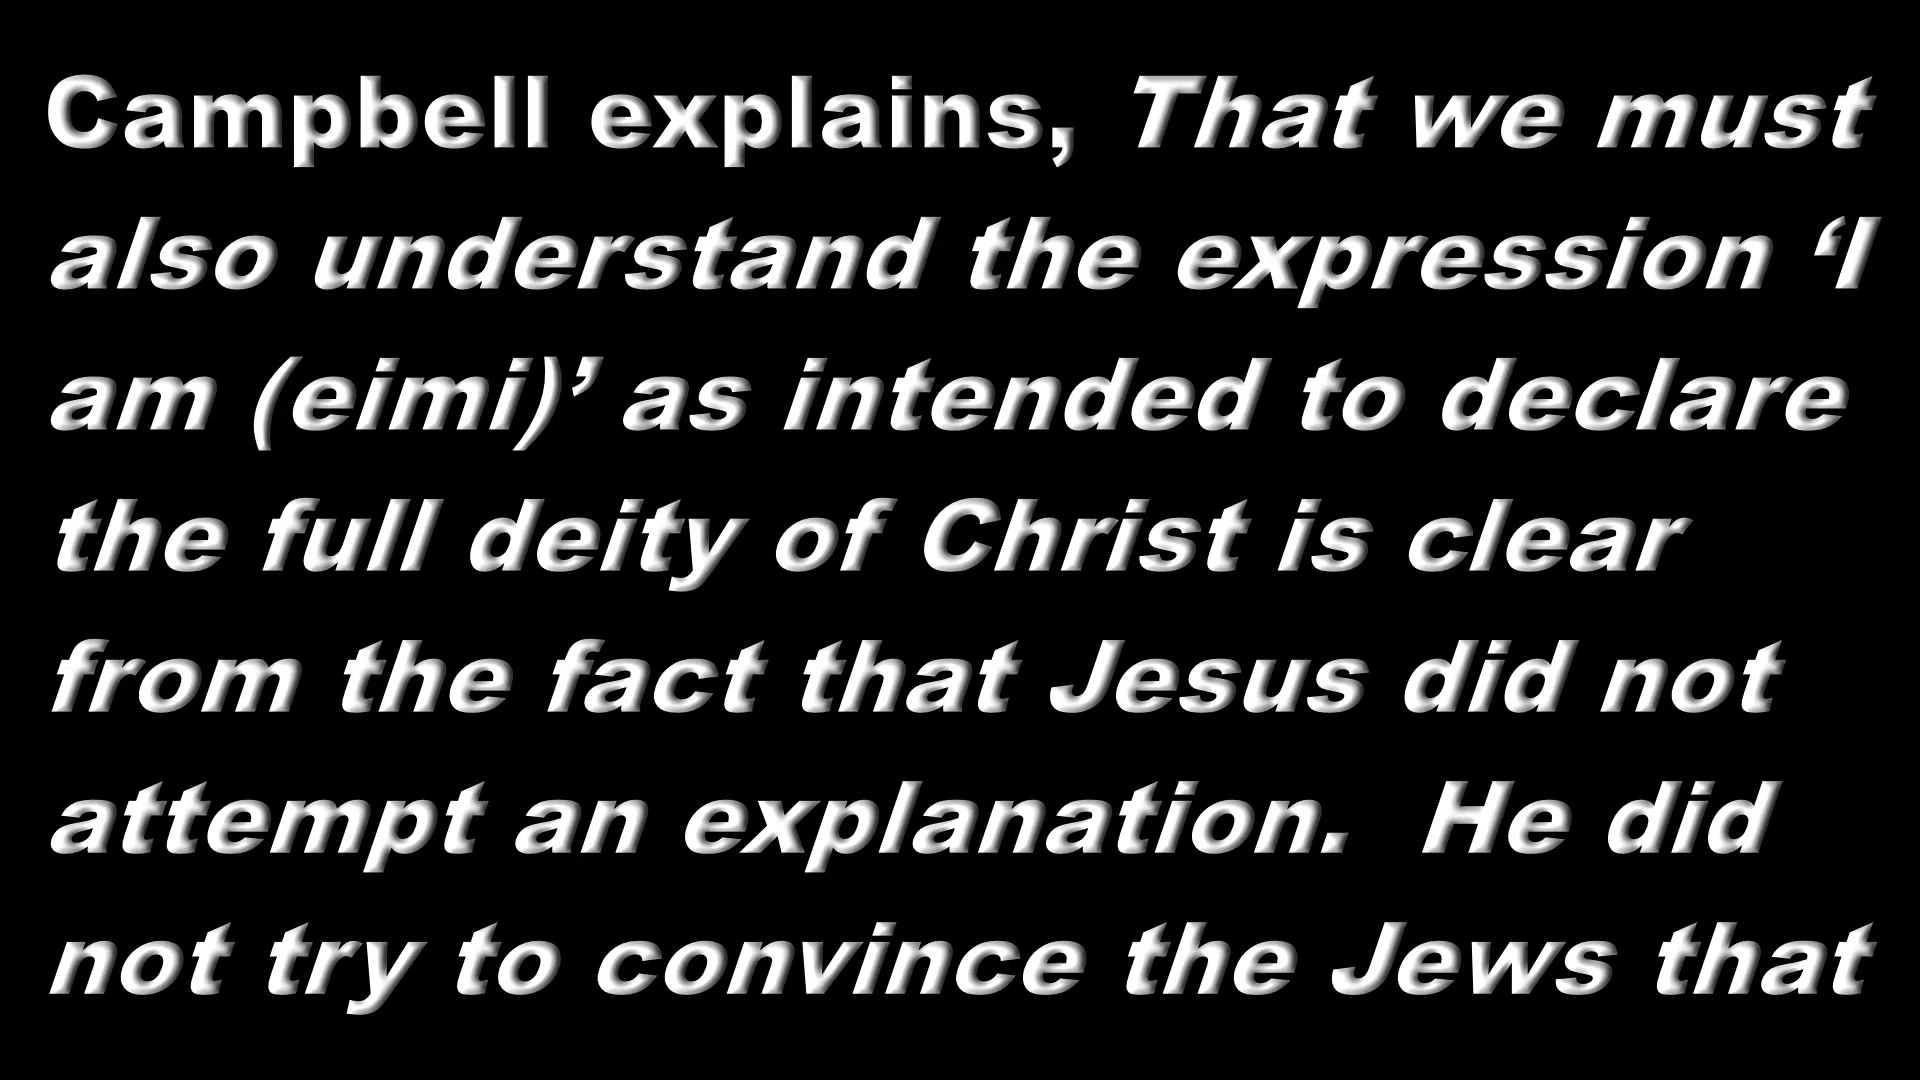 Campbell explains, That we must
also understand the expression ‘I
am (eimi)’ as intended to declare
the full deity of Christ is clear
from the fact that Jesus did not
attempt an explanation.  He did
not try to convince the Jews that